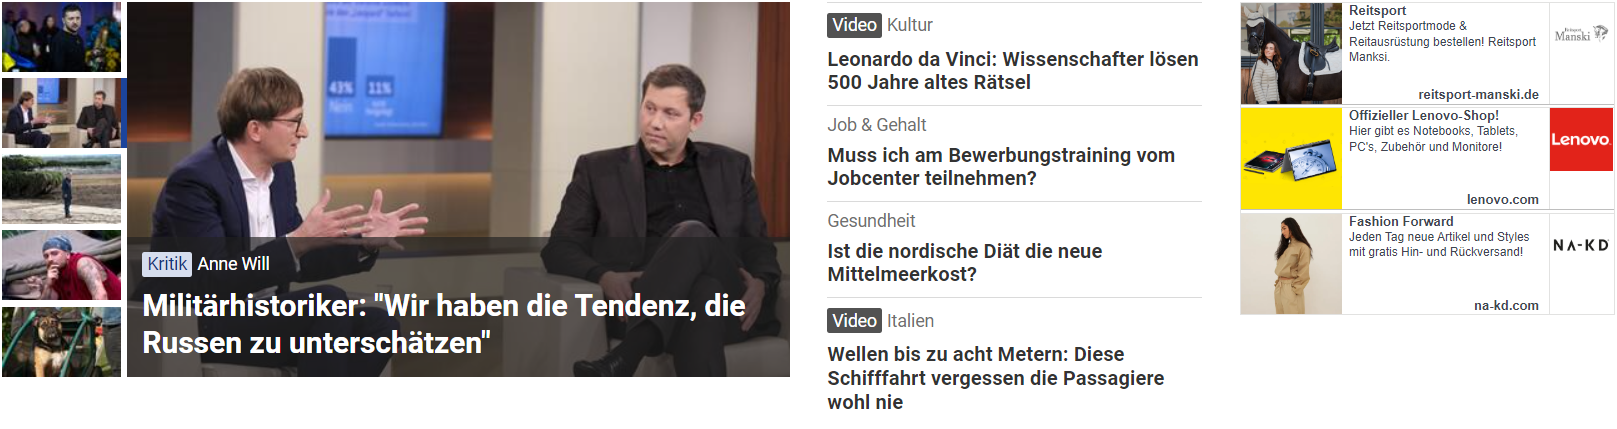 43%
Nein
11%
Kritik Anne Will
Militärhistoriker: "Wir haben die Tendenz, die
Russen zu unterschätzen"
Video Kultur
Leonardo da Vinci: Wissenschafter lösen
500 Jahre altes Rätsel
Job & Gehalt
Muss ich am Bewerbungstraining vom
Jobcenter teilnehmen?
Gesundheit
Ist die nordische Diät die neue
Mittelmeerkost?
Video Italien
Wellen bis zu acht Metern: Diese
Schifffahrt vergessen die Passagiere
wohl nie
Reitsport
Jetzt Reitsportmode &
Reitausrüstung bestellen! Reitsport
Manksi.
reitsport-manski.de
Reitsport
Manski
Offizieller Lenovo-Shop!
Hier gibt es Notebooks, Tablets,
PC's, Zubehör und Monitore!
lenovo.com
Lenovo
Fashion Forward
Jeden Tag neue Artikel und Styles
mit gratis Hin- und Rückversand!
na-kd.com
NA-KD